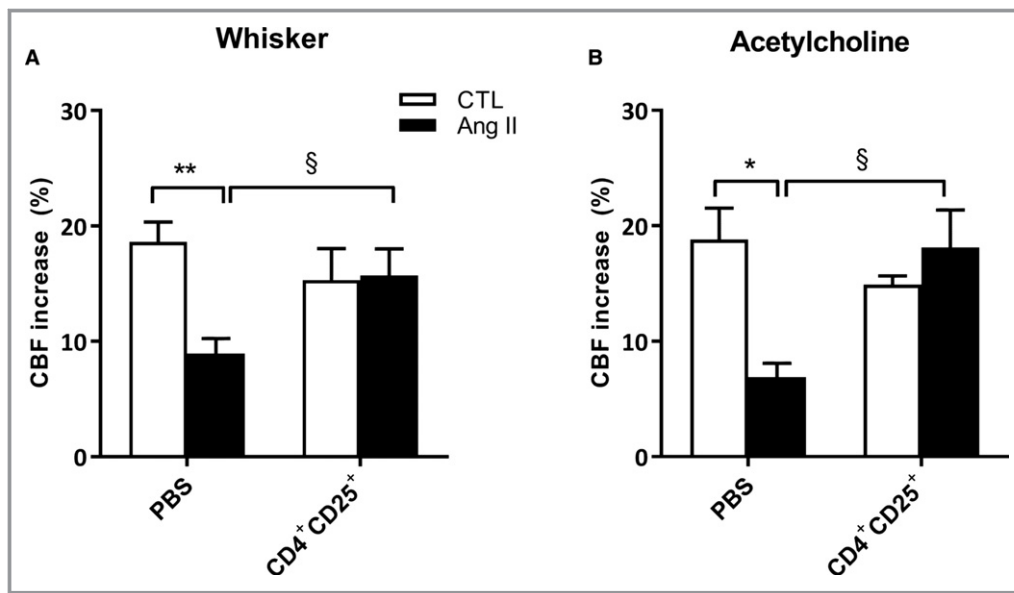 A
Whisker
CTL
Ang II
CBF increase (%)
30
20
10
0
**
§
PBS
CD4⁺CD25⁺
B
Acetylcholine
CBF increase (%)
30
20
10
0
*
§
PBS
CD4⁺CD25⁺